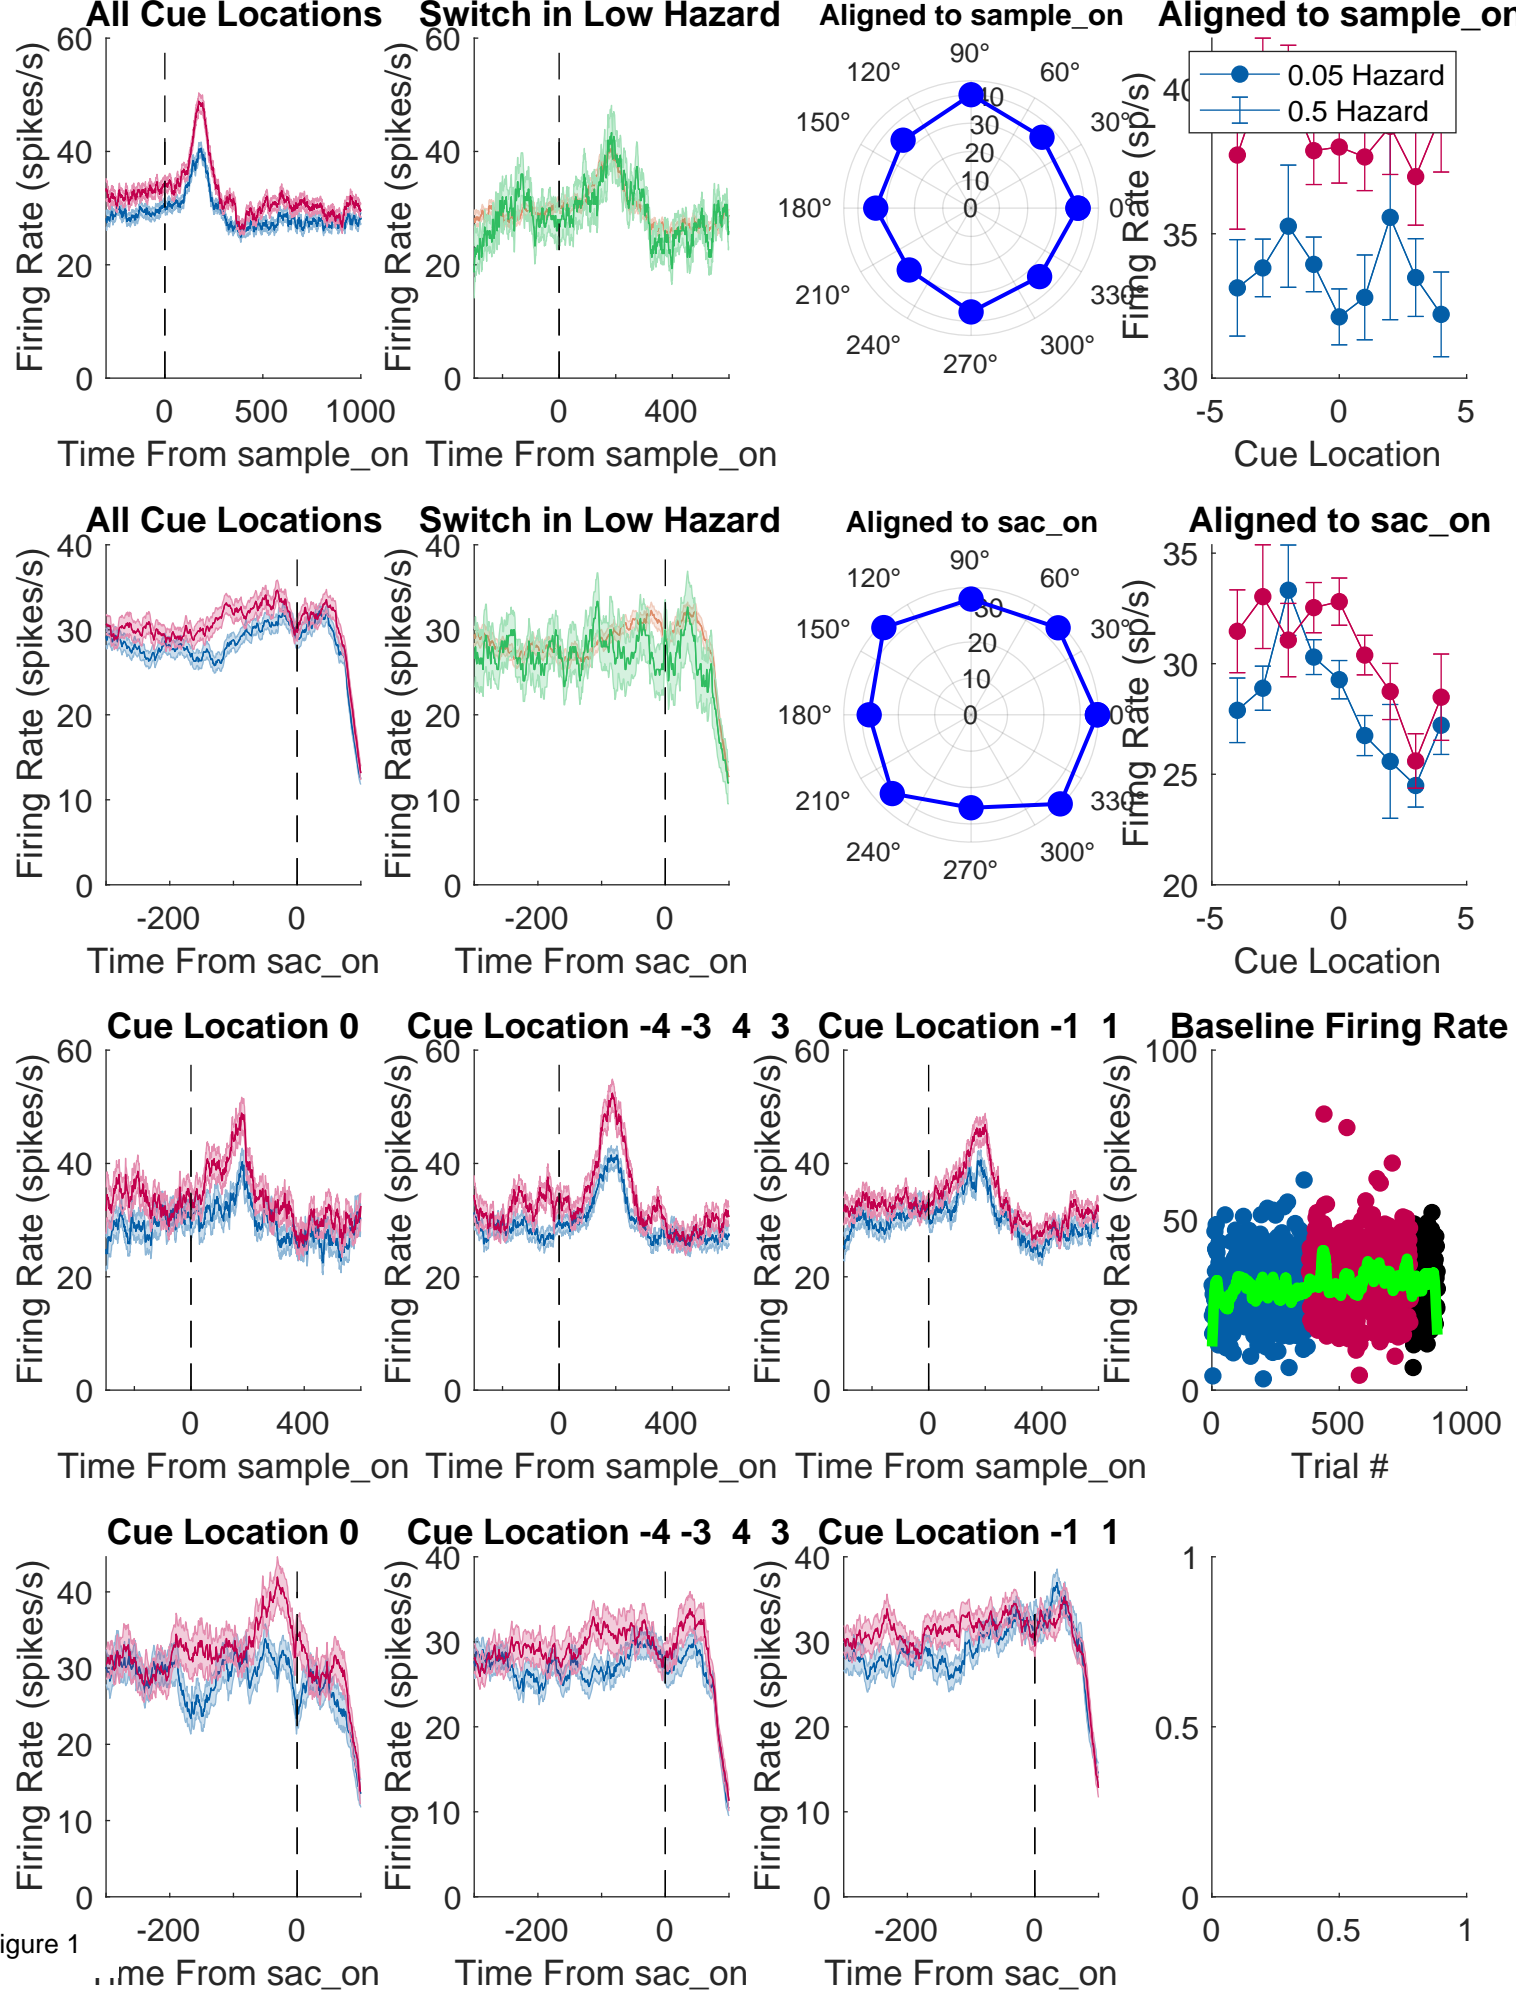 All Cue Locations
Firing Rate (spikes/s)
60
40
20
0
0 500 1000
Time From sample_on
Switch in Low Hazard
Firing Rate (spikes/s)
60
40
20
0
0 400
Time From sample_on
Aligned to sample_on
90°
120° 60°
150° 30°
180° 0°
210° 330°
240° 300°
270°
40
30
20
10
0
Aligned to sample_on
0.05 Hazard
0.5 Hazard
Firing Rate (sp/s)
40
35
30
-5 0 5
Cue Location
All Cue Locations
Firing Rate (spikes/s)
40
30
20
10
0
-200 0
Time From sac_on
Switch in Low Hazard
Firing Rate (spikes/s)
40
30
20
10
0
-200 0
Time From sac_on
Aligned to sac_on
90°
120° 60°
150° 30°
180° 0°
210° 330°
240° 300°
270°
30
20
10
0
Aligned to sac_on
Firing Rate (sp/s)
35
30
25
20
-5 0 5
Cue Location
Cue Location 0
Firing Rate (spikes/s)
60
40
20
0
0 400
Time From sample_on
Cue Location -4 -3 4 3
Firing Rate (spikes/s)
60
40
20
0
0 400
Time From sample_on
Cue Location -1 1
Firing Rate (spikes/s)
60
40
20
0
0 400
Time From sample_on
Baseline Firing Rate
Firing Rate (spikes/s)
100
50
0
0 500 1000
Trial #
Cue Location 0
Firing Rate (spikes/s)
40
30
20
10
0
-200 0
Time From sac_on
Cue Location -4 -3 4 3
Firing Rate (spikes/s)
40
30
20
10
0
-200 0
Time From sac_on
Cue Location -1 1
Firing Rate (spikes/s)
40
30
20
10
0
-200 0
Time From sac_on
1
0.5
0
0 0.5 1
igure 1